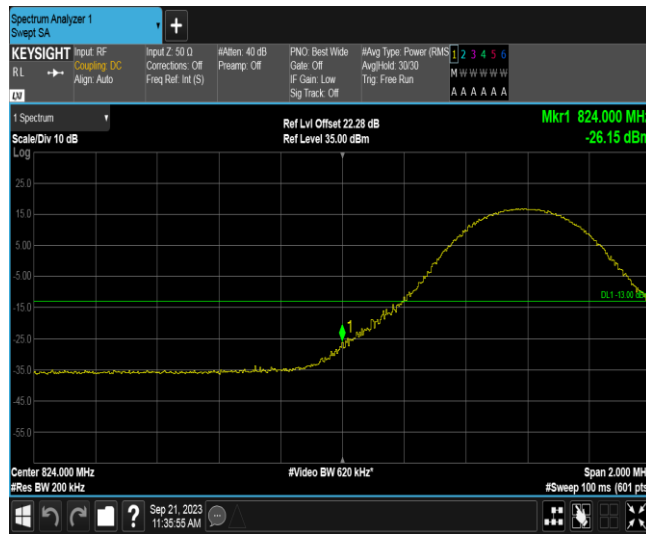 Spectrum Analyzer 1
Swept SA
+
KEYSIGHT Input: RF Input Z: 50 Ω #Atten: 40 dB PNO: Best Wide #Avg Type: Power (RMS 1 2 3 4 5 6
RL Coupling: DC Corrections: Off Preamp: Off Gate: Off Avg|Hold: 30/30 M W W W W W
Align: Auto Freq Ref: Int (S) IF Gain: Low Trig: Free Run
LXI Sig Track: Off A A A A A A
1 Spectrum Ref Lvl Offset 22.28 dB Mkr1 824.000 MHz
Scale/Div 10 dB Ref Level 35.00 dBm -26.15 dBm
Log
25.0
15.0
5.00
-5.00
DL1 -13.00 dB
-15.0
1
-25.0
-35.0
-45.0
-55.0
Center 824.000 MHz #Video BW 620 kHz* Span 2.000 MH
#Res BW 200 kHz #Sweep 100 ms (601 pts
? Sep 21, 2023
11:35:55 AM